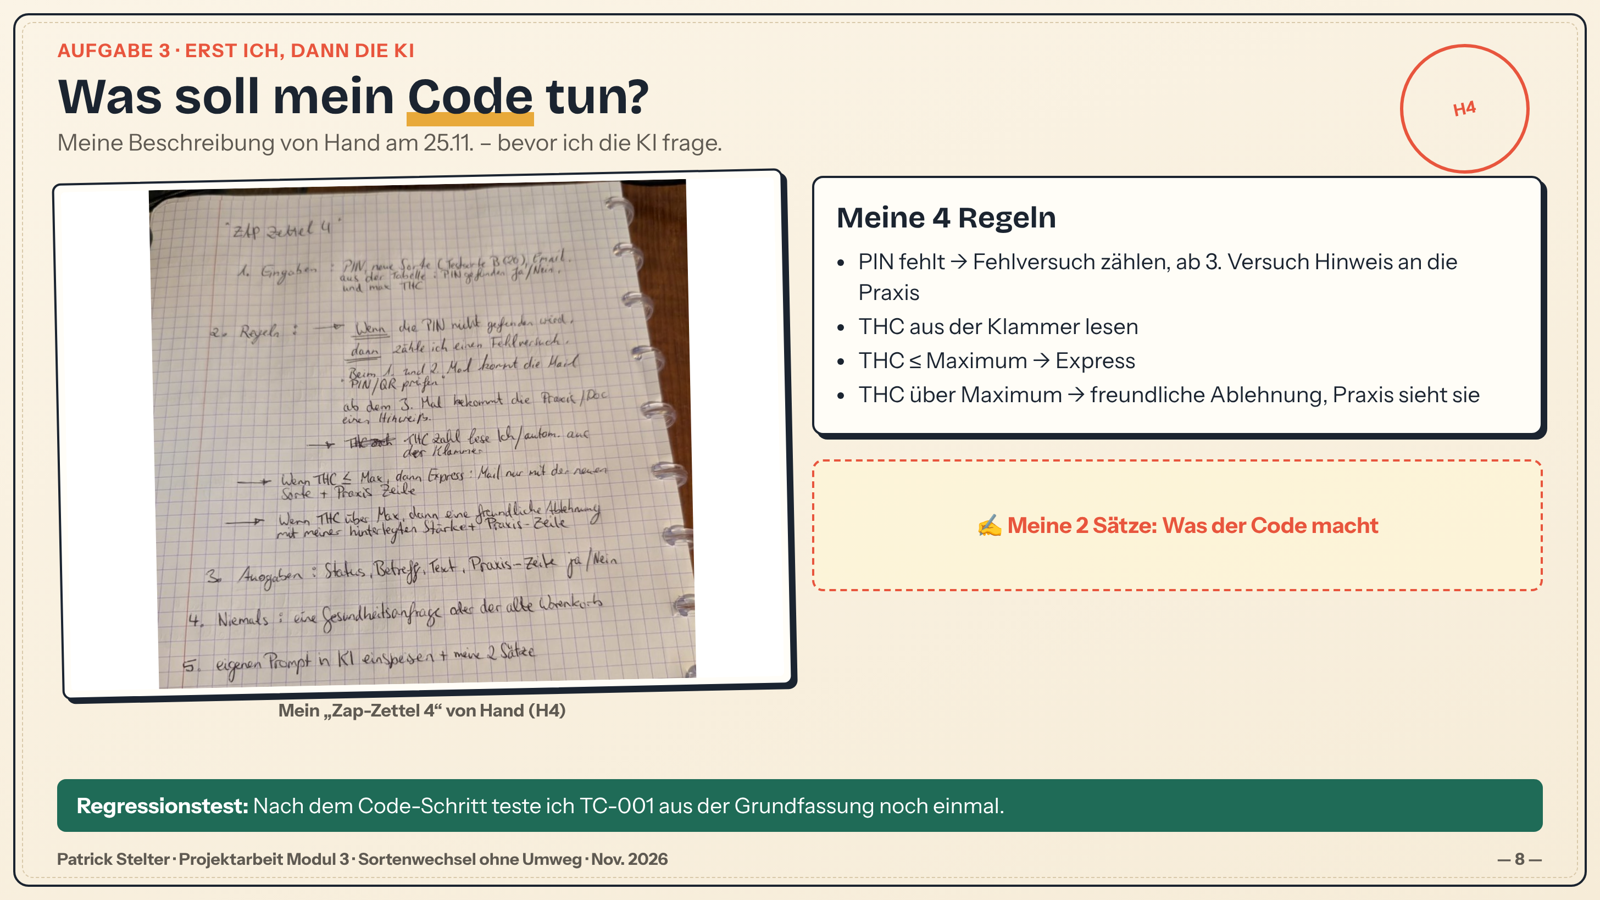 AUFGABE 3 · ERST ICH, DANN DIE KI
Was soll mein Code tun?
Meine Beschreibung von Hand am 25.11. – bevor ich die KI frage.
H4
"ZAP Zettel 4"
1. Eingaben : PIN, neue Sorte (Techsorte B (20)), Email.
aus der Tabelle : PIN gefunden ja/Nein.
und max THC
2. Regeln : → Wenn die PIN nicht gefunden wird.
dann zähle ich einen Fehlversuch.
Beim 1. und 2. Mal kommt die Mail
"PIN/QR prüfen"
ab dem 3. Mal bekommt die Praxis/Doc
einen Hinweis.
→ THC zahl lese Ich/autom. aus
der Klammer
→ Wenn THC ≤ Max, dann Express : Mail nur mit der neuen
Sorte + Praxis Zeile
→ Wenn THC über Max, dann eine freundliche Ablehnung
mit meiner hinterlegten Stärke + Praxis-Zeile
3. Ausgaben : Status, Betreff, Text, Praxis-Zeile ja/Nein
4. Niemals : eine Gesundheitsanfrage oder der alte Warenkorb
5. eigenen Prompt in KI einspeisen + meine 2 Sätze
Mein „Zap-Zettel 4“ von Hand (H4)
Meine 4 Regeln
• PIN fehlt → Fehlversuch zählen, ab 3. Versuch Hinweis an die
Praxis
• THC aus der Klammer lesen
• THC ≤ Maximum → Express
• THC über Maximum → freundliche Ablehnung, Praxis sieht sie
✍️ Meine 2 Sätze: Was der Code macht
Regressionstest: Nach dem Code-Schritt teste ich TC-001 aus der Grundfassung noch einmal.
Patrick Stelter · Projektarbeit Modul 3 · Sortenwechsel ohne Umweg · Nov. 2026
— 8 —